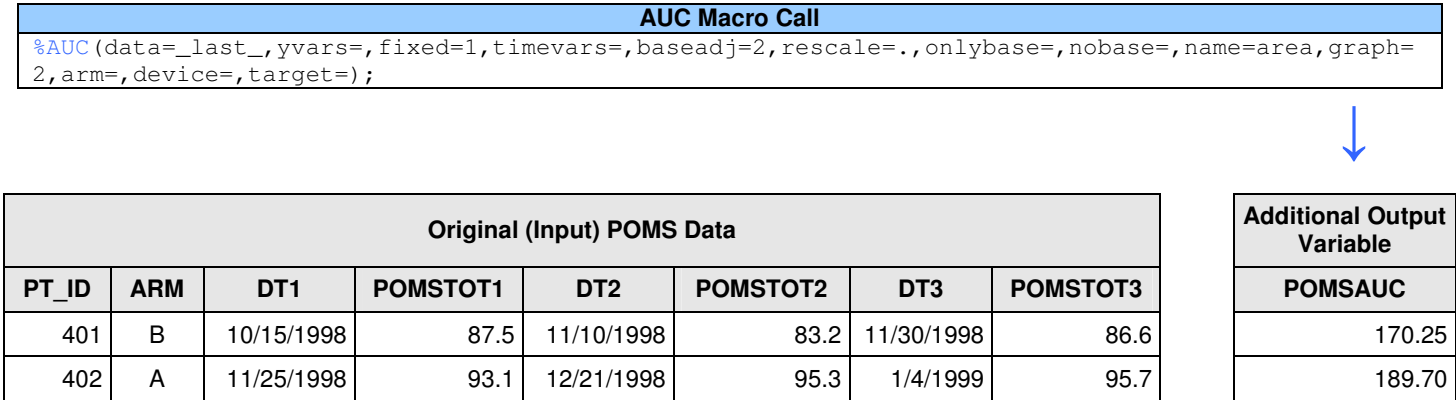 AUC Macro Call
%AUC(data=_last_,yvars=,fixed=1,timevars=,baseadj=2,rescale=.,onlybase=,nobase=,name=area,graph=
2,arm=,device=,target=);
Original (Input) POMS Data
Additional Output
Variable
PT_ID ARM DT1 POMSTOT1 DT2 POMSTOT2 DT3 POMSTOT3 POMSAUC
401 B 10/15/1998 87.5 11/10/1998 83.2 11/30/1998 86.6 170.25
402 A 11/25/1998 93.1 12/21/1998 95.3 1/4/1999 95.7 189.70